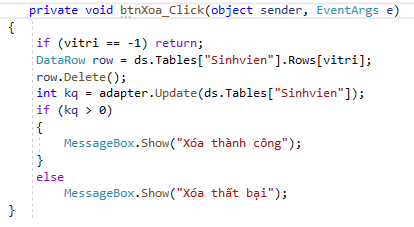 private void btnXoa_Click(object sender, EventArgs e)
{
if (vitri == -1) return;
DataRow row = ds.Tables["Sinhvien"].Rows[vitri];
row.Delete();
int kq = adapter.Update(ds.Tables["Sinhvien"]);
if (kq > 0)
{
MessageBox.Show("Xóa thành công");
}
else
MessageBox.Show("Xóa thất bại");
}